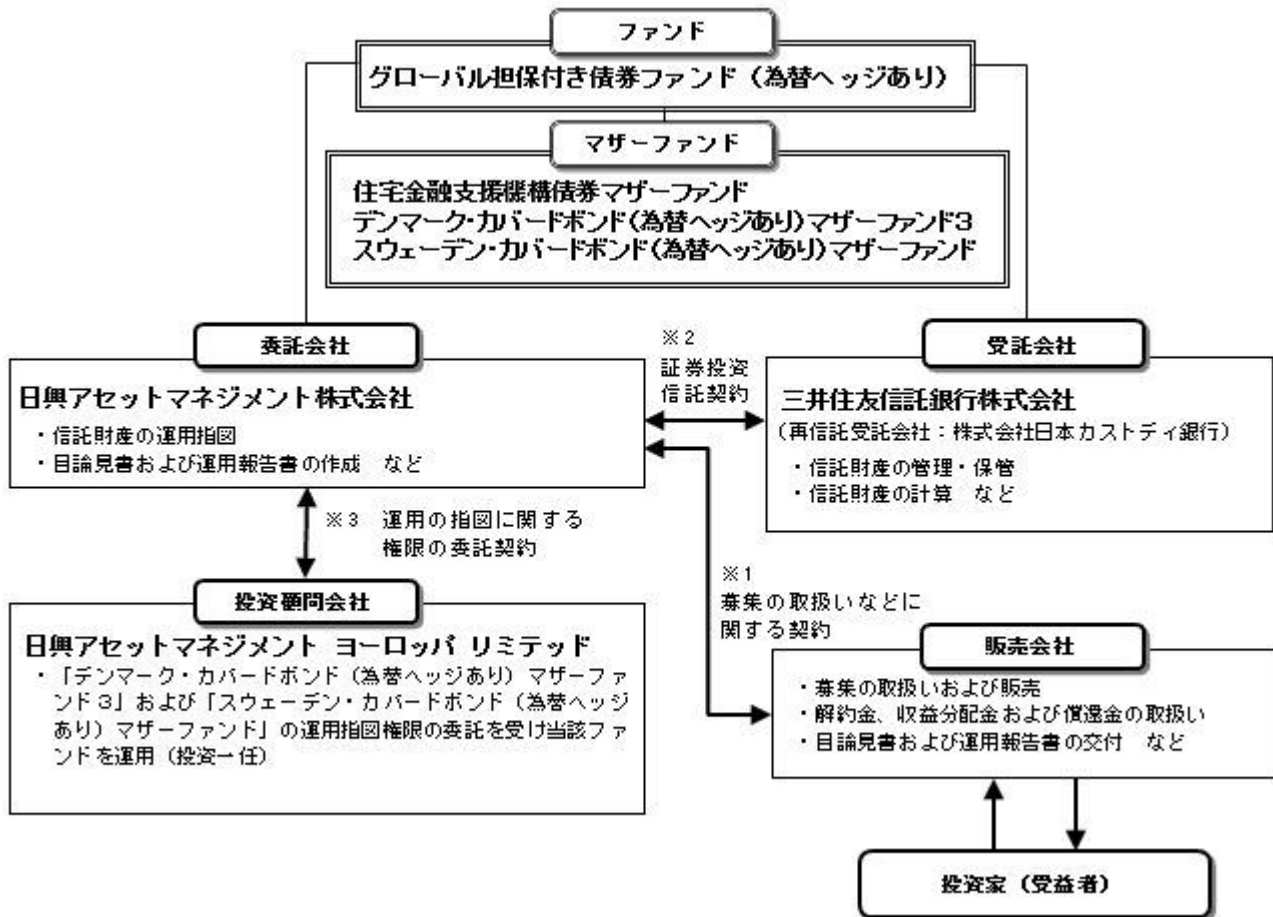 ファンド
グローバル担保付き債券ファンド（為替ヘッジあり）
マザーファンド
住宅金融支援機構債券マザーファンド
デンマーク・カバードボンド（為替ヘッジあり）マザーファンド3
スウェーデン・カバードボンド（為替ヘッジあり）マザーファンド
委託会社
日興アセットマネジメント株式会社
・信託財産の運用指図
・目論見書および運用報告書の作成　など
※2
証券投資
信託契約
受託会社
三井住友信託銀行株式会社
（再信託受託会社：株式会社日本カストディ銀行）
・信託財産の管理・保管
・信託財産の計算　など
※3　運用の指図に関する
権限の委託契約
投資顧問会社
日興アセットマネジメント ヨーロッパ リミテッド
・「デンマーク・カバードボンド（為替ヘッジあり）マザーファ
ンド3」および「スウェーデン・カバードボンド（為替ヘッジ
あり）マザーファンド」の運用指図権限の委託を受け当該ファ
ンドを運用（投資一任）
※1
募集の取扱いなどに
関する契約
販売会社
・募集の取扱いおよび販売
・解約金、収益分配金および償還金の取扱い
・目論見書および運用報告書の交付　など
投資家（受益者）